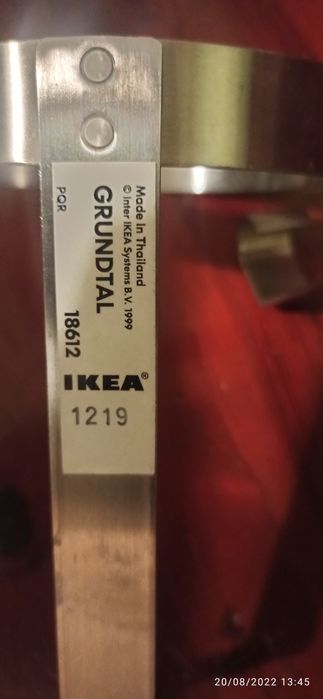 Made in Thailand
© Inter IKEA Systems B.V. 1999
GRUNDTAL
18612
PQR
IKEA®
1219
20/08/2022 13:45